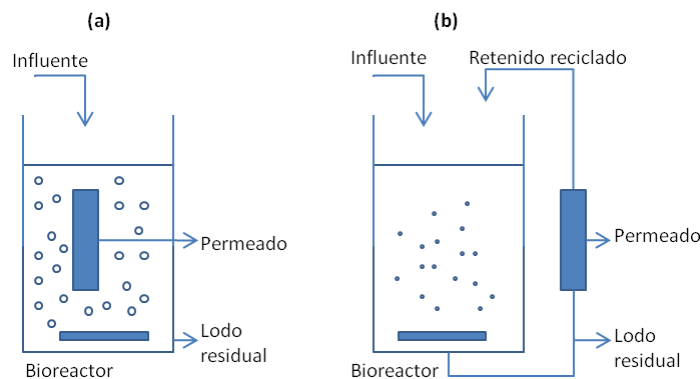 (a)
Influente
Permeado
Lodo
residual
Bioreactor
(b)
Influente
Retenido reciclado
Permeado
Lodo
residual
Bioreactor